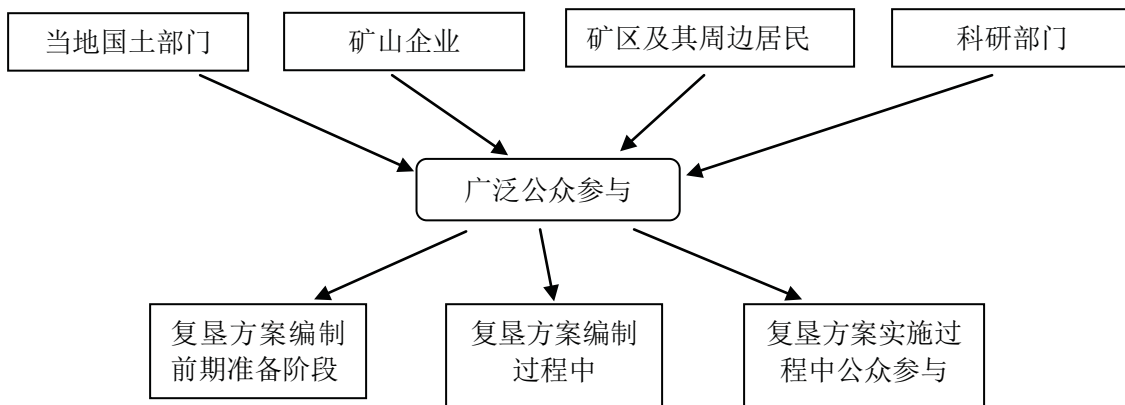 当地国土部门
矿山企业
矿区及其周边居民
科研部门
广泛公众参与
复垦方案编制
前期准备阶段
复垦方案编制
过程中
复垦方案实施过
程中公众参与